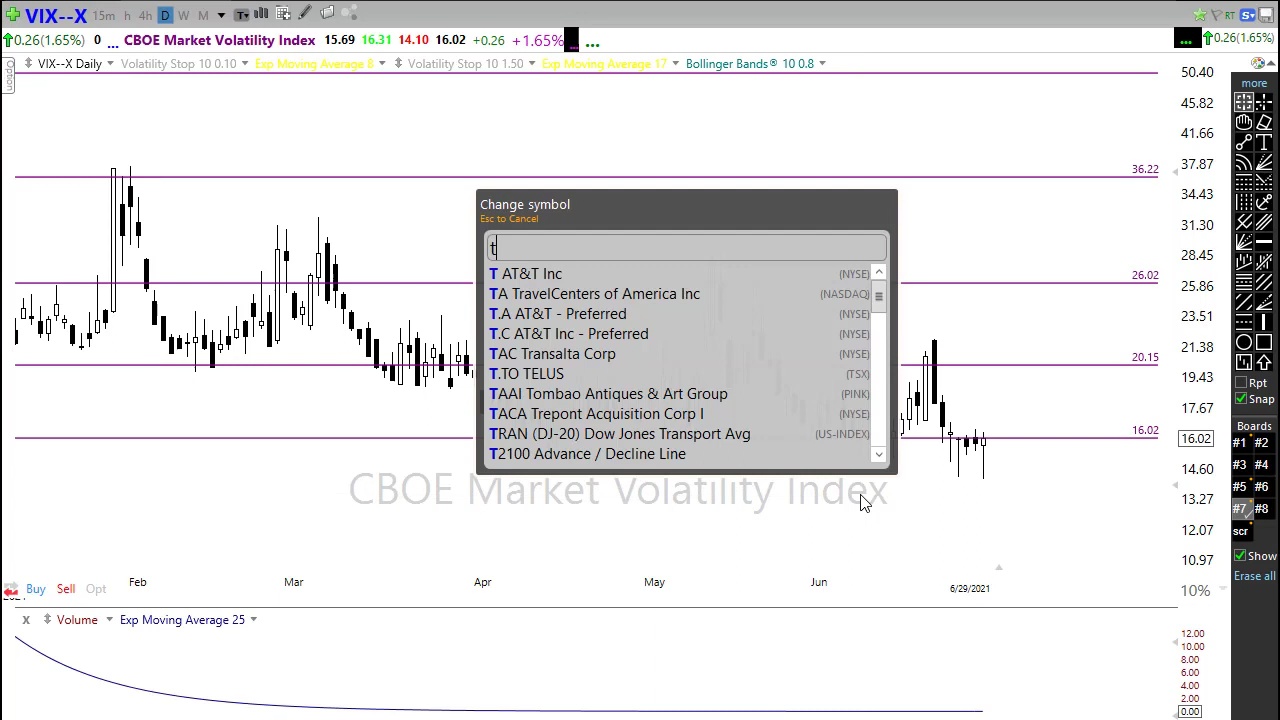 VIX--X 15m h 4h D W M T RT S
0.26(1.65%) 0 ... CBOE Market Volatility Index 15.69 16.31 14.10 16.02 +0.26 +1.65% ... ... ... 0.26(1.65%)
Option
VIX--X Daily Volatility Stop 10 0.10 Exp Moving Average 8 Volatility Stop 10 1.50 Exp Moving Average 17 Bollinger Bands® 10 0.8
50.40
45.82
41.66
37.87
36.22
34.43
31.30
28.45
26.02
25.86
23.51
21.38
20.15
19.43
17.67
16.02
16.02
14.60
13.27
12.07
10.97
10%
Change symbol
Esc to Cancel
t
T AT&T Inc (NYSE)
TA TravelCenters of America Inc (NASDAQ)
T.A AT&T - Preferred (NYSE)
T.C AT&T Inc - Preferred (NYSE)
TAC Transalta Corp (NYSE)
T.TO TELUS (TSX)
TAAI Tombao Antiques & Art Group (PINK)
TACA Trepont Acquisition Corp I (NYSE)
TRAN (DJ-20) Dow Jones Transport Avg (US-INDEX)
T2100 Advance / Decline Line
CBOE Market Volatility Index
Feb Mar Apr May Jun
Buy Sell Opt 6/29/2021
x Volume Exp Moving Average 25
12.00
10.00
8.00
6.00
4.00
2.00
0.00
more
T
Rpt
Snap
Boards
#1 #2
#3 #4
#5 #6
#7 #8
scr
Show
Erase all